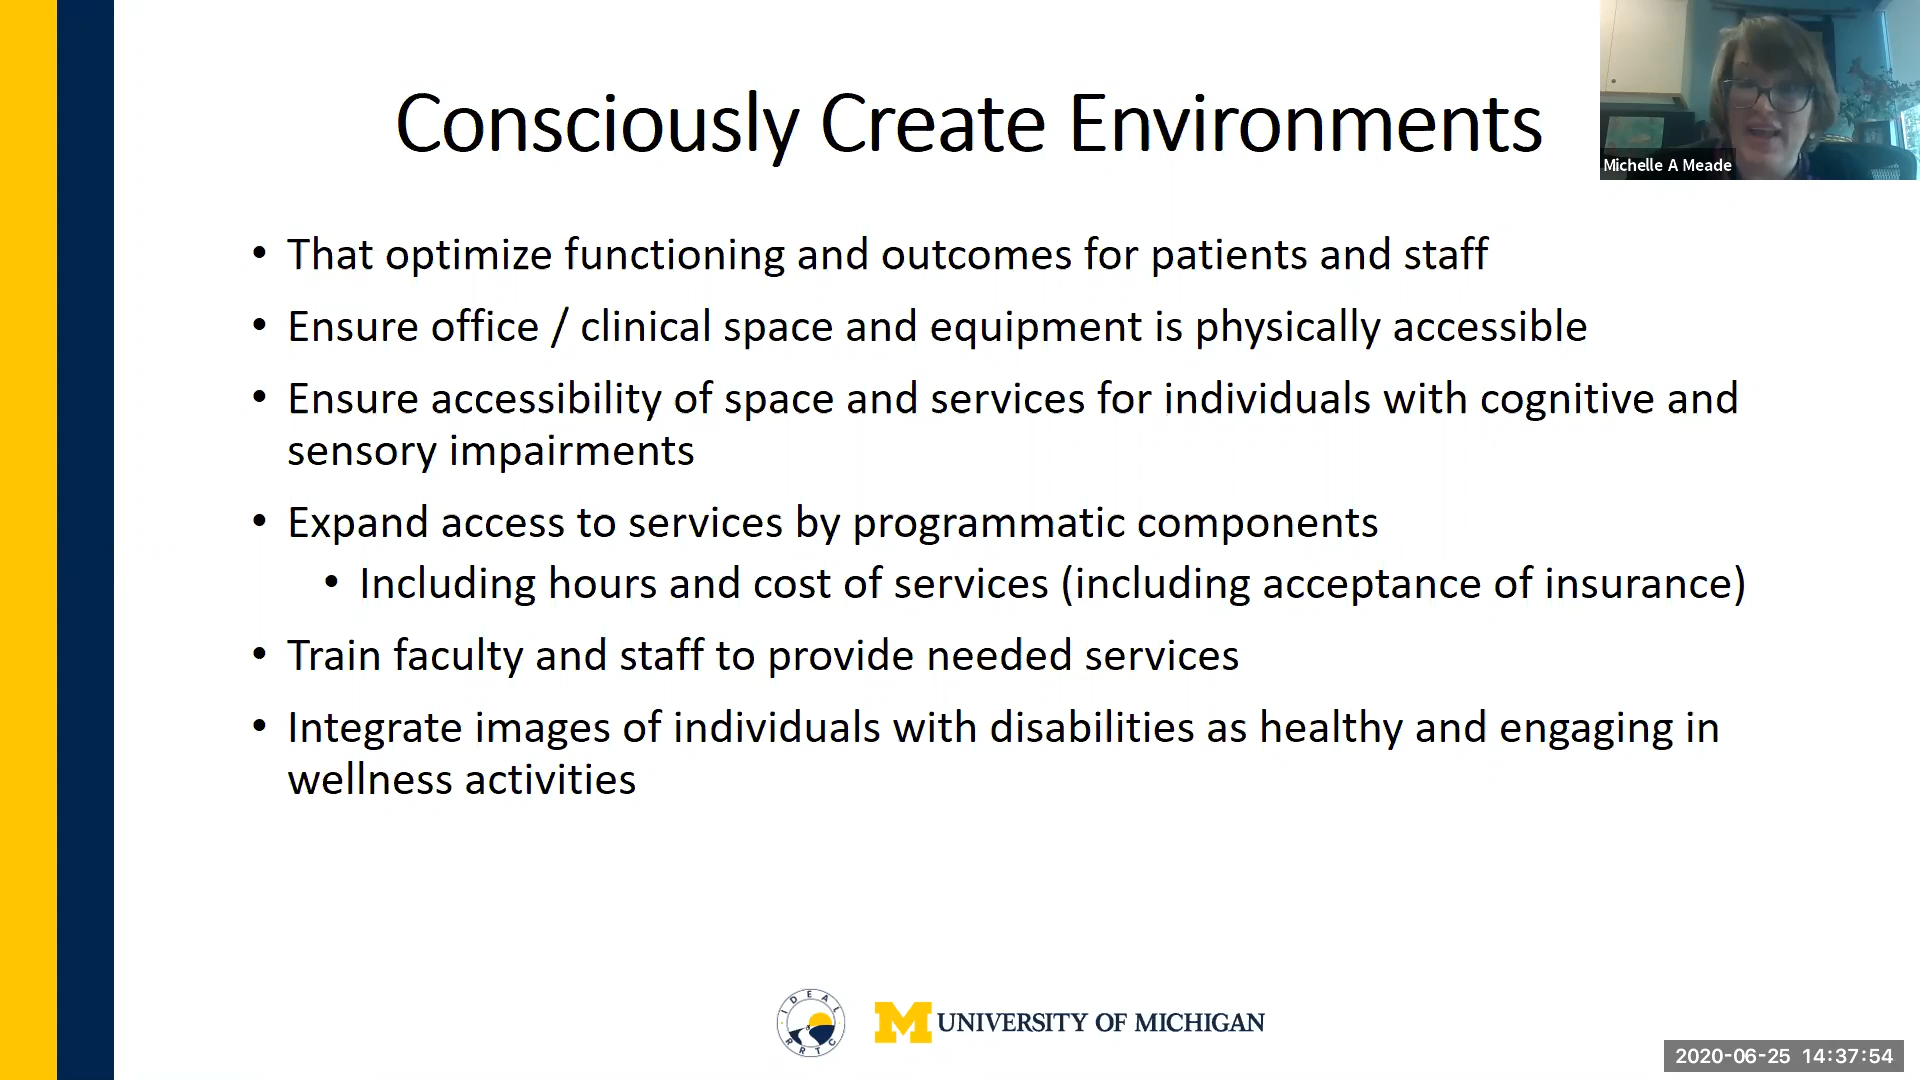 Consciously Create Environments
Michelle A Meade
• That optimize functioning and outcomes for patients and staff
• Ensure office / clinical space and equipment is physically accessible
• Ensure accessibility of space and services for individuals with cognitive and
sensory impairments
• Expand access to services by programmatic components
• Including hours and cost of services (including acceptance of insurance)
• Train faculty and staff to provide needed services
• Integrate images of individuals with disabilities as healthy and engaging in
wellness activities
IDEAL
RRTC
M UNIVERSITY OF MICHIGAN
2020-06-25 14:37:54